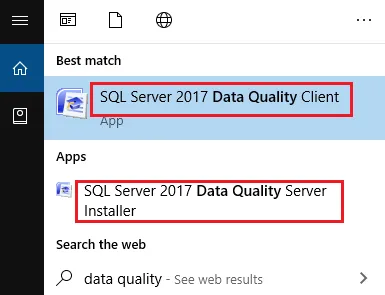 Best match
SQL Server 2017 Data Quality Client
App
Apps
SQL Server 2017 Data Quality Server
Installer
Search the web
data quality - See web results